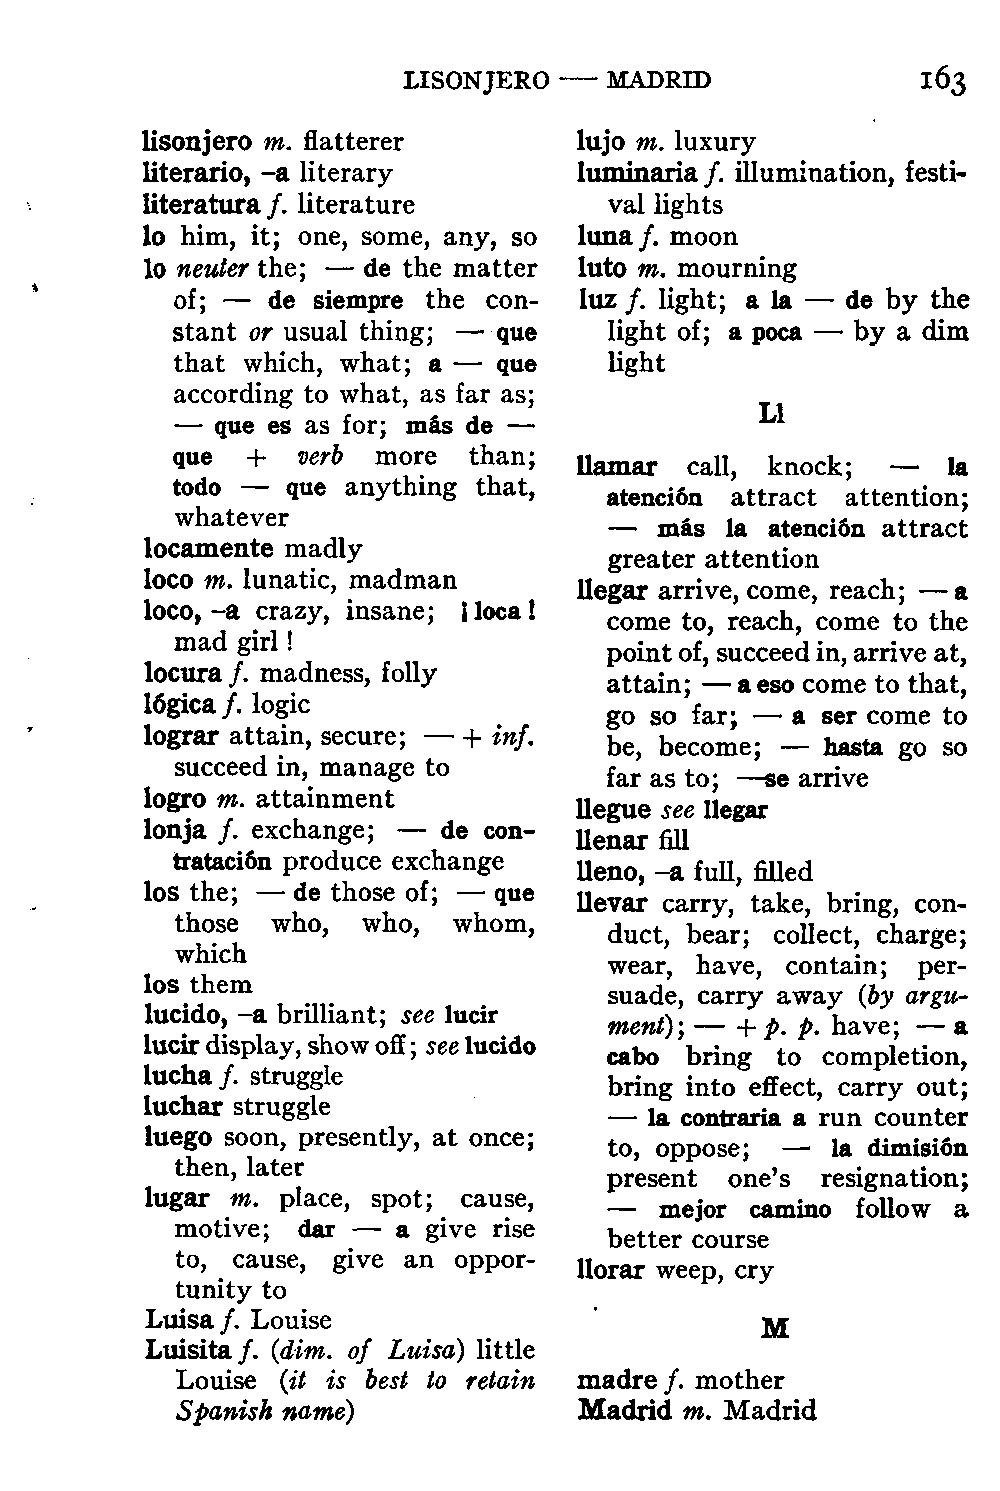 LISONJERO — MADRID 163
lisonjero m. flatterer
literario, –a literary
literatura f. literature
lo him, it; one, some, any, so
lo neuter the; — de the matter
of; — de siempre the con-
stant or usual thing; — que
that which, what; a — que
according to what, as far as;
— que es as for; más de —
que + verb more than;
todo — que anything that,
whatever
locamente madly
loco m. lunatic, madman
loco, –a crazy, insane; ¡loca!
mad girl!
locura f. madness, folly
lógica f. logic
lograr attain, secure; — + inf.
succeed in, manage to
logro m. attainment
lonja f. exchange; — de con-
tratación produce exchange
los the; — de those of; — que
those who, who, whom,
which
los them
lucido, –a brilliant; see lucir
lucir display, show off; see lucido
lucha f. struggle
luchar struggle
luego soon, presently, at once;
then, later
lugar m. place, spot; cause,
motive; dar — a give rise
to, cause, give an oppor-
tunity to
Luisa f. Louise
Luisita f. (dim. of Luisa) little
Louise (it is best to retain
Spanish name)
lujo m. luxury
luminaria f. illumination, festi-
val lights
luna f. moon
luto m. mourning
luz f. light; a la — de by the
light of; a poca — by a dim
light
Ll
llamar call, knock; — la
atención attract attention;
— más la atención attract
greater attention
llegar arrive, come, reach; — a
come to, reach, come to the
point of, succeed in, arrive at,
attain; — a eso come to that,
go so far; — a ser come to
be, become; — hasta go so
far as to; —se arrive
llegue see llegar
llenar fill
lleno, –a full, filled
llevar carry, take, bring, con-
duct, bear; collect, charge;
wear, have, contain; per-
suade, carry away (by argu-
ment); — + p. p. have; — a
cabo bring to completion,
bring into effect, carry out;
— la contraria a run counter
to, oppose; — la dimisión
present one's resignation;
— mejor camino follow a
better course
llorar weep, cry
M
madre f. mother
Madrid m. Madrid